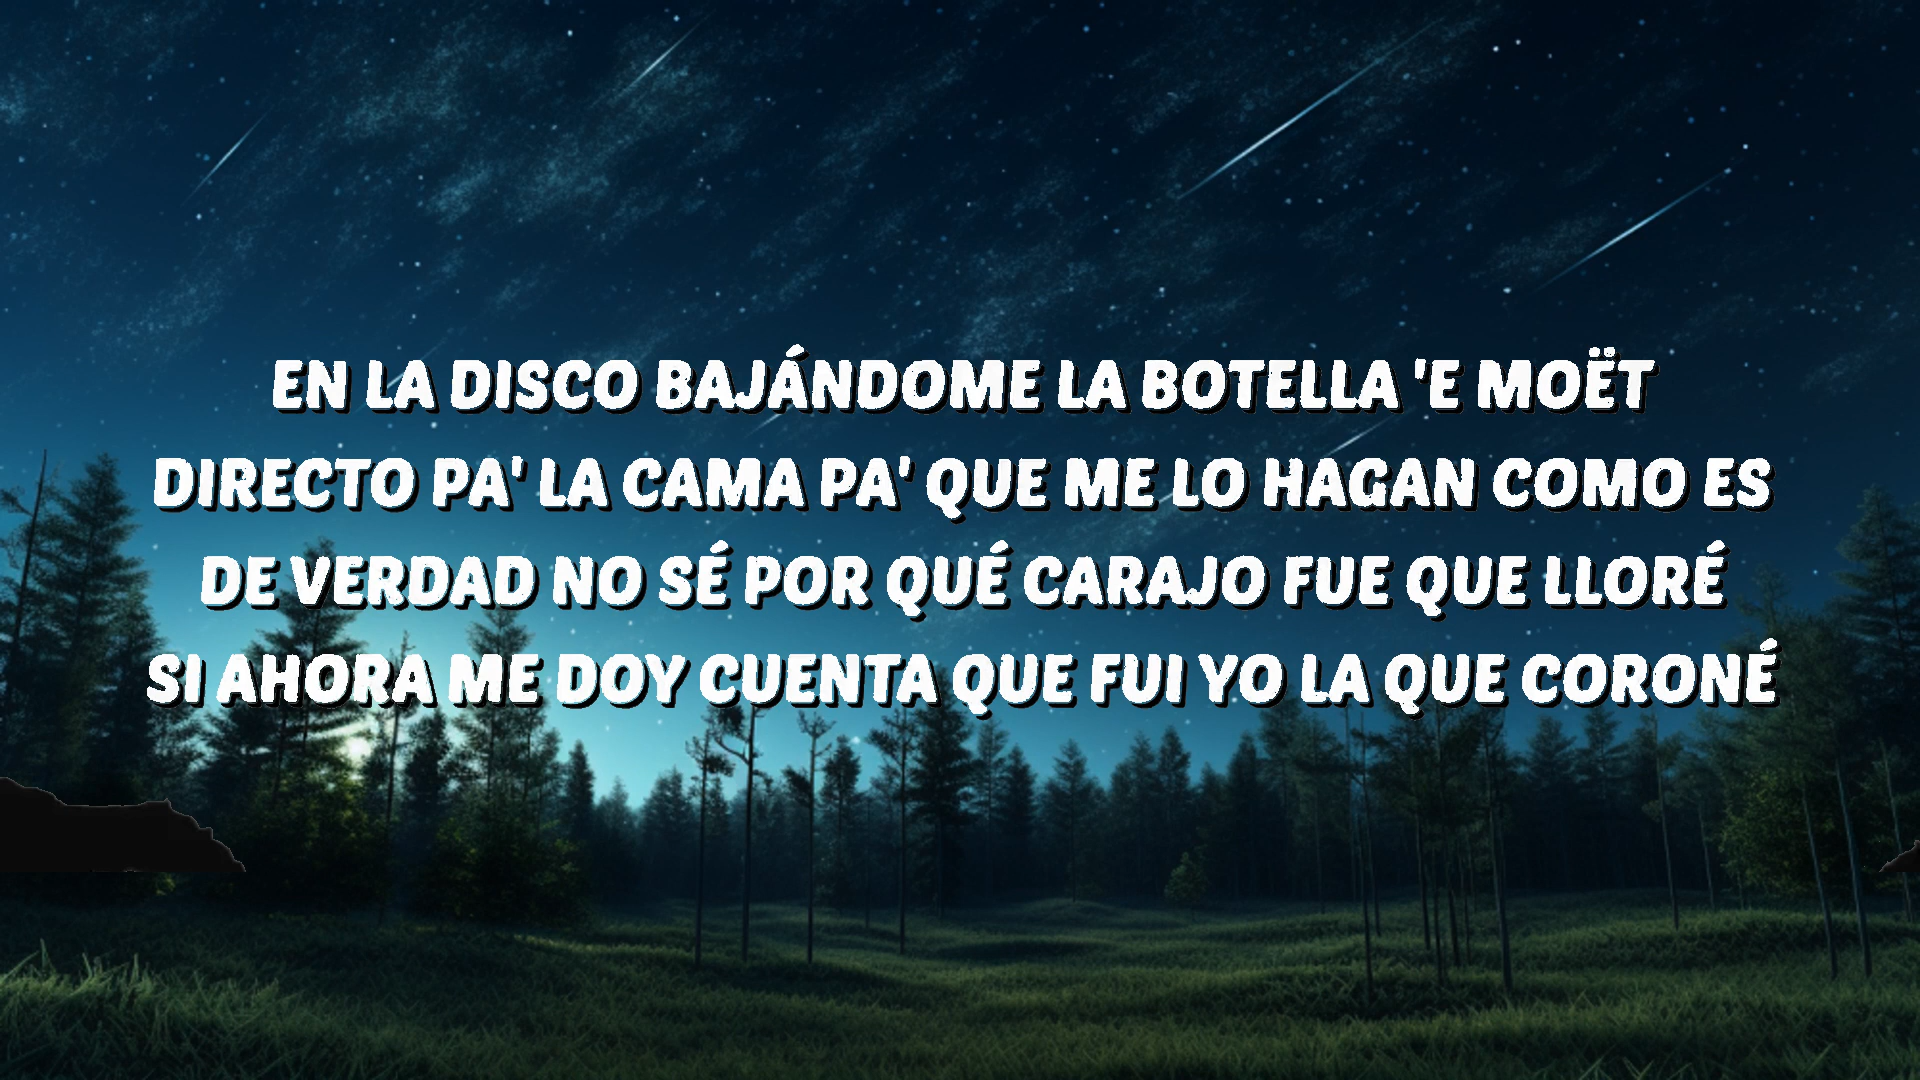 EN LA DISCO BAJÁNDOME LA BOTELLA 'E MOËT
DIRECTO PA' LA CAMA PA' QUE ME LO HAGAN COMO ES
DE VERDAD NO SÉ POR QUÉ CARAJO FUE QUE LLORÉ
SI AHORA ME DOY CUENTA QUE FUI YO LA QUE CORONÉ